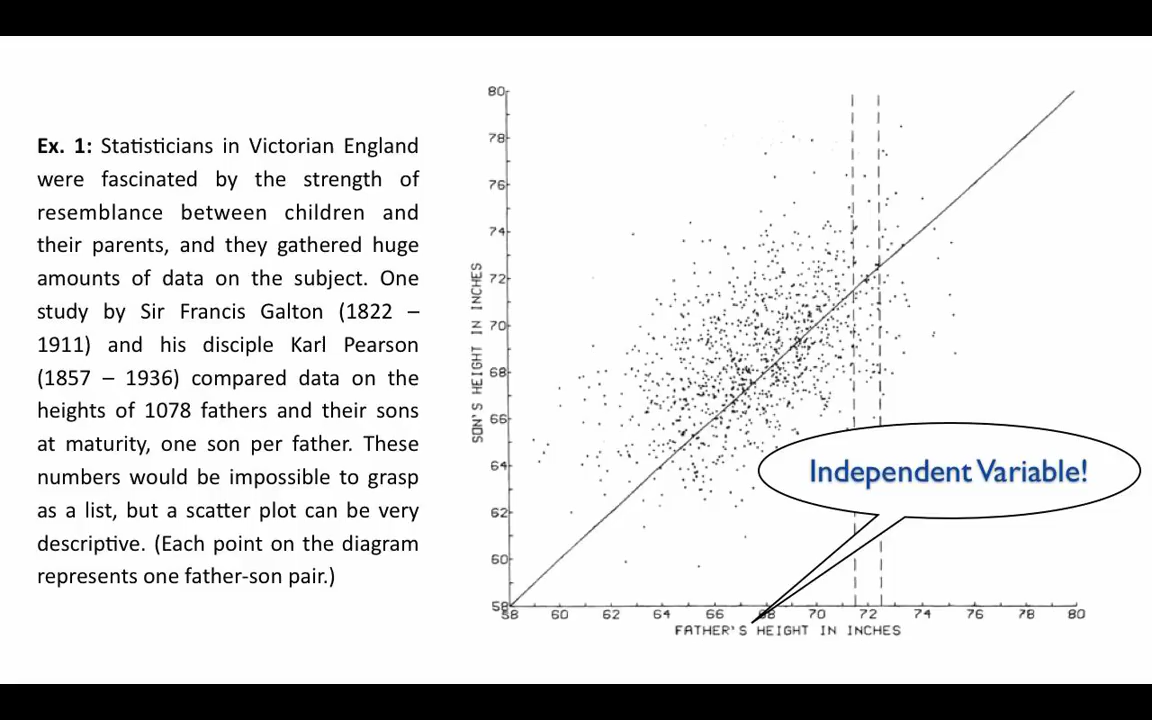 Ex. 1: Statisticians in Victorian England
were fascinated by the strength of
resemblance between children and
their parents, and they gathered huge
amounts of data on the subject. One
study by Sir Francis Galton (1822 –
1911) and his disciple Karl Pearson
(1857 – 1936) compared data on the
heights of 1078 fathers and their sons
at maturity, one son per father. These
numbers would be impossible to grasp
as a list, but a scatter plot can be very
descriptive. (Each point on the diagram
represents one father-son pair.)
SON'S HEIGHT IN INCHES
80
78
76
74
72
70
68
66
64
62
60
58
Independent Variable!
58 60 62 64 66 68 70 72 74 76 78 80
FATHER'S HEIGHT IN INCHES